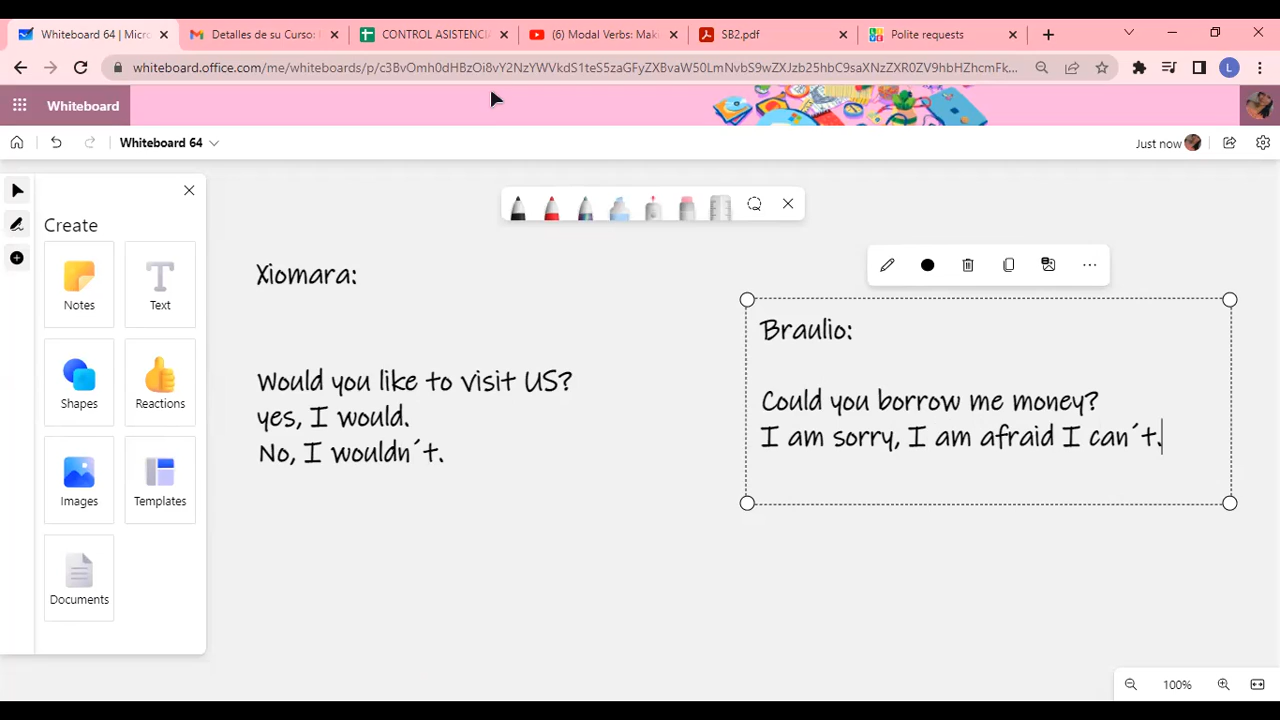 Whiteboard 64 | Micro
Detalles de su Curso: I
CONTROL ASISTENCIA
(6) Modal Verbs: Mak
SB2.pdf
Polite requests
whiteboard.office.com/me/whiteboards/p/c3BvOmh0dHBzOi8vY2NzYWVkdS1teS5zaGFyZXBvaW50LmNvbS9wZXJzb25hbC9saXNzZXR0ZV9hbHZhcmFk...
L
Whiteboard
Whiteboard 64
Just now
Create
Notes
Text
Shapes
Reactions
Images
Templates
Documents
Xiomara:
Would you like to visit US?
yes, I would.
No, I wouldn´t.
Braulio:
Could you borrow me money?
I am sorry, I am afraid I can´t.
100%